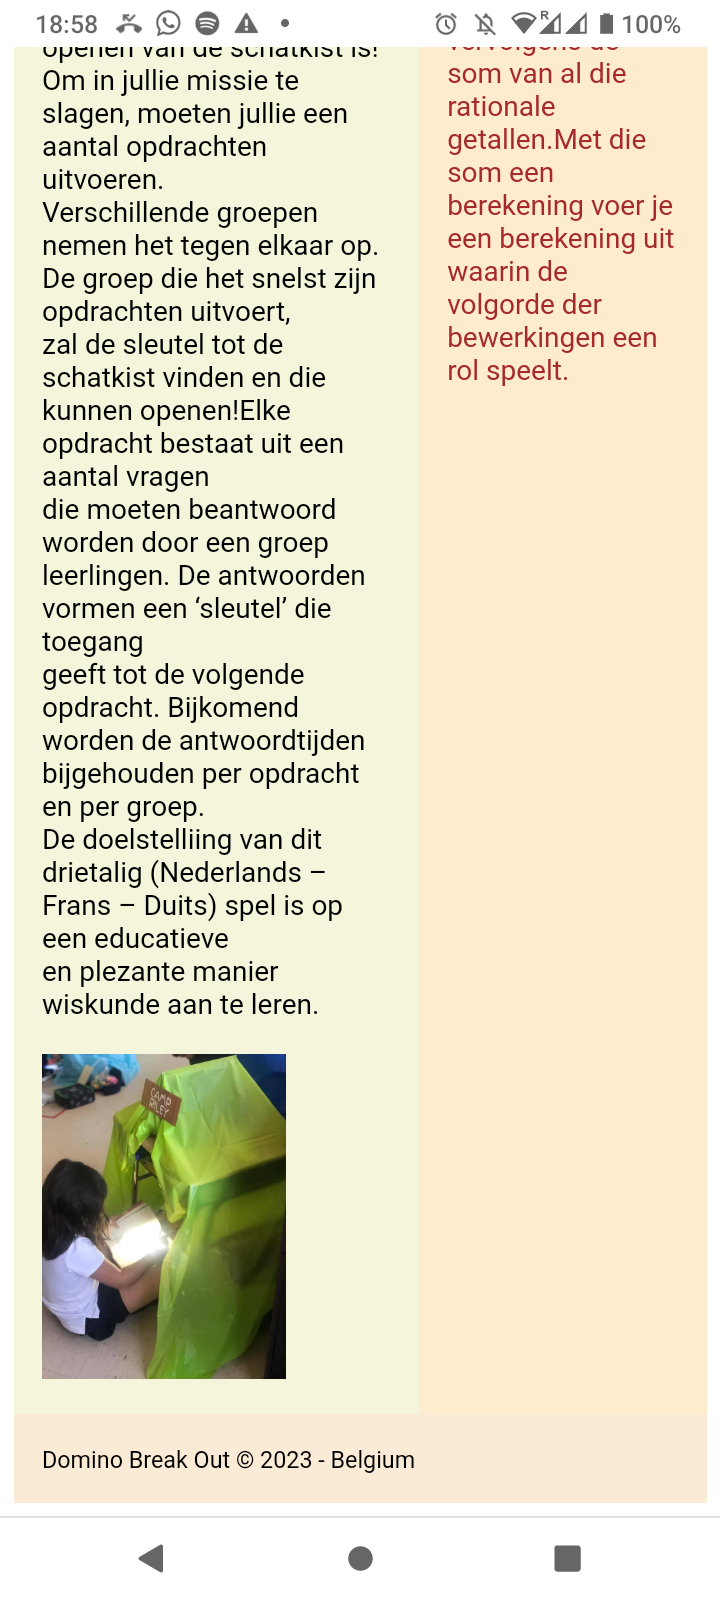 18:58
100%
openen van de schatkist is!
Om in jullie missie te
slagen, moeten jullie een
aantal opdrachten
uitvoeren.
Verschillende groepen
nemen het tegen elkaar op.
De groep die het snelst zijn
opdrachten uitvoert,
zal de sleutel tot de
schatkist vinden en die
kunnen openen!Elke
opdracht bestaat uit een
aantal vragen
die moeten beantwoord
worden door een groep
leerlingen. De antwoorden
vormen een ‘sleutel’ die
toegang
geeft tot de volgende
opdracht. Bijkomend
worden de antwoordtijden
bijgehouden per opdracht
en per groep.
De doelstelliing van dit
drietalig (Nederlands –
Frans – Duits) spel is op
een educatieve
en plezante manier
wiskunde aan te leren.
CAMP
RILEY
vervolgens de
som van al die
rationale
getallen.Met die
som een
berekening voer je
een berekening uit
waarin de
volgorde der
bewerkingen een
rol speelt.
Domino Break Out © 2023 - Belgium